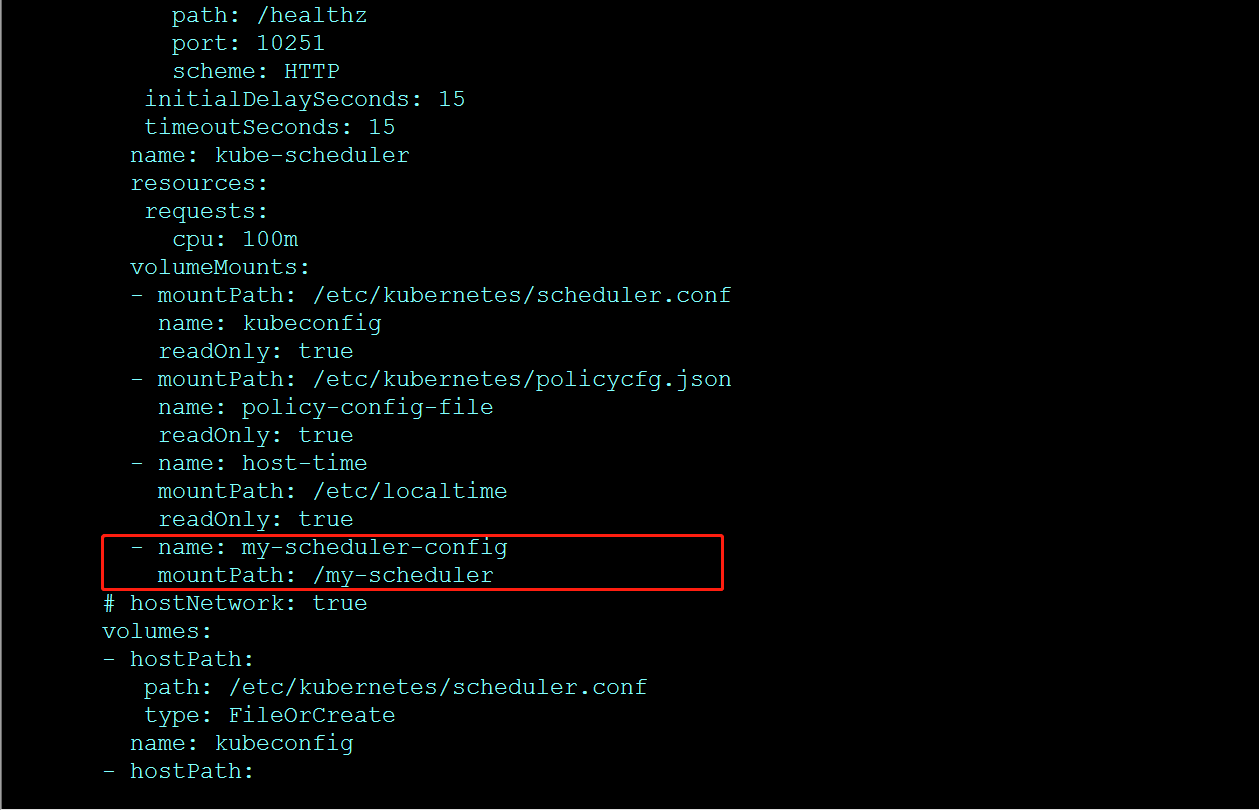 path: /healthz
port: 10251
scheme: HTTP
initialDelaySeconds: 15
timeoutSeconds: 15
name: kube-scheduler
resources:
requests:
cpu: 100m
volumeMounts:
- mountPath: /etc/kubernetes/scheduler.conf
name: kubeconfig
readOnly: true
- mountPath: /etc/kubernetes/policycfg.json
name: policy-config-file
readOnly: true
- name: host-time
mountPath: /etc/localtime
readOnly: true
- name: my-scheduler-config
mountPath: /my-scheduler
# hostNetwork: true
volumes:
- hostPath:
path: /etc/kubernetes/scheduler.conf
type: FileOrCreate
name: kubeconfig
- hostPath: